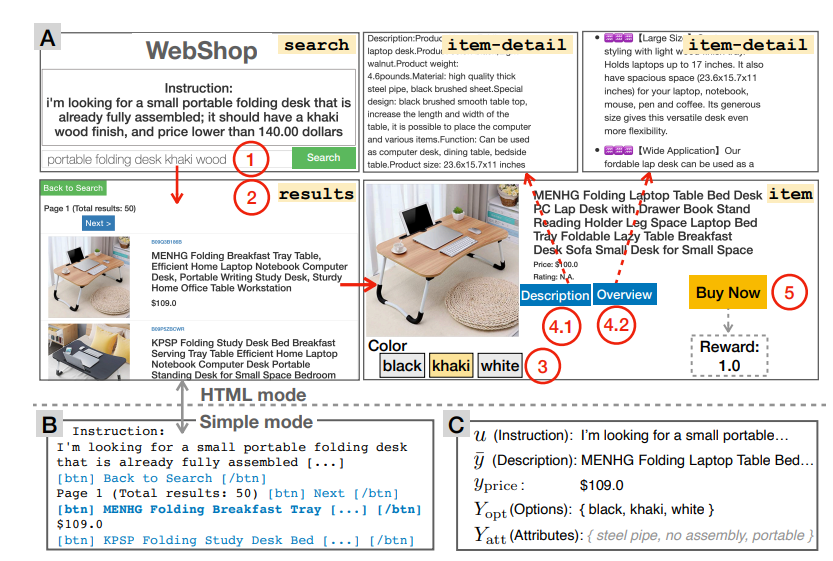 A
WebShop
search
Instruction:
i'm looking for a small portable folding desk that is
already fully assembled; it should have a khaki
wood finish, and price lower than 140.00 dollars
portable folding desk khaki wood
1
Search
Description:Produc
item-detail
laptop desk.Produc
walnut.Product weight:
4.6pounds.Material: high quality thick
steel pipe, black brushed sheet.Special
design: black brushed smooth table top,
increase the length and width of the
table, it is possible to place the computer
and various items.Function: Can be used
as computer desk, dining table, bedside
table.Product size: 23.6x15.7x11 inches
【Large Siz
item-detail
styling with light w
Holds laptops up to 17 inches. It also
have spacious space (23.6x15.7x11
inches) for your laptop, notebook,
mouse, pen and coffee. Its generous
size gives this versatile desk even
more flexibility.
【Wide Application】Our
fordable lap desk can be used as a
Back to Search
2
results
Page 1 (Total results: 50)
Next >
MENHG Folding Breakfast Tray Table,
Efficient Home Laptop Notebook Computer
Desk, Portable Writing Study Desk, Sturdy
Home Office Table Workstation
$109.0
B09P5ZBCWR
KPSP Folding Study Desk Bed Breakfast
Serving Tray Table Efficient Home Laptop
Notebook Computer Desk Portable
Standing Desk for Small Space Bedroom
item
MENHG Folding Laptop Table Bed Desk
PC Lap Desk with Drawer Book Stand
Reading Holder Leg Space Laptop Bed
Tray Foldable Lazy Table Breakfast
Desk Sofa Small Desk for Small Space
Price: $100.0
Rating: N.A.
Description
Overview
4.1
4.2
Buy Now
5
Reward:
1.0
Color
black
khaki
white
3
HTML mode
Simple mode
B
Instruction:
I'm looking for a small portable folding desk
that is already fully assembled [...]
[btn] Back to Search [/btn]
Page 1 (Total results: 50) [btn] Next [/btn]
[btn] MENHG Folding Breakfast Tray [...] [/btn]
$109.0
[btn] KPSP Folding Study Desk Bed [...] [/btn]
C
u (Instruction): I'm looking for a small portable...
ȳ (Description): MENHG Folding Laptop Table Bed...
y price : $109.0
Y opt (Options): { black, khaki, white }
Y att (Attributes): { steel pipe, no assembly, portable }